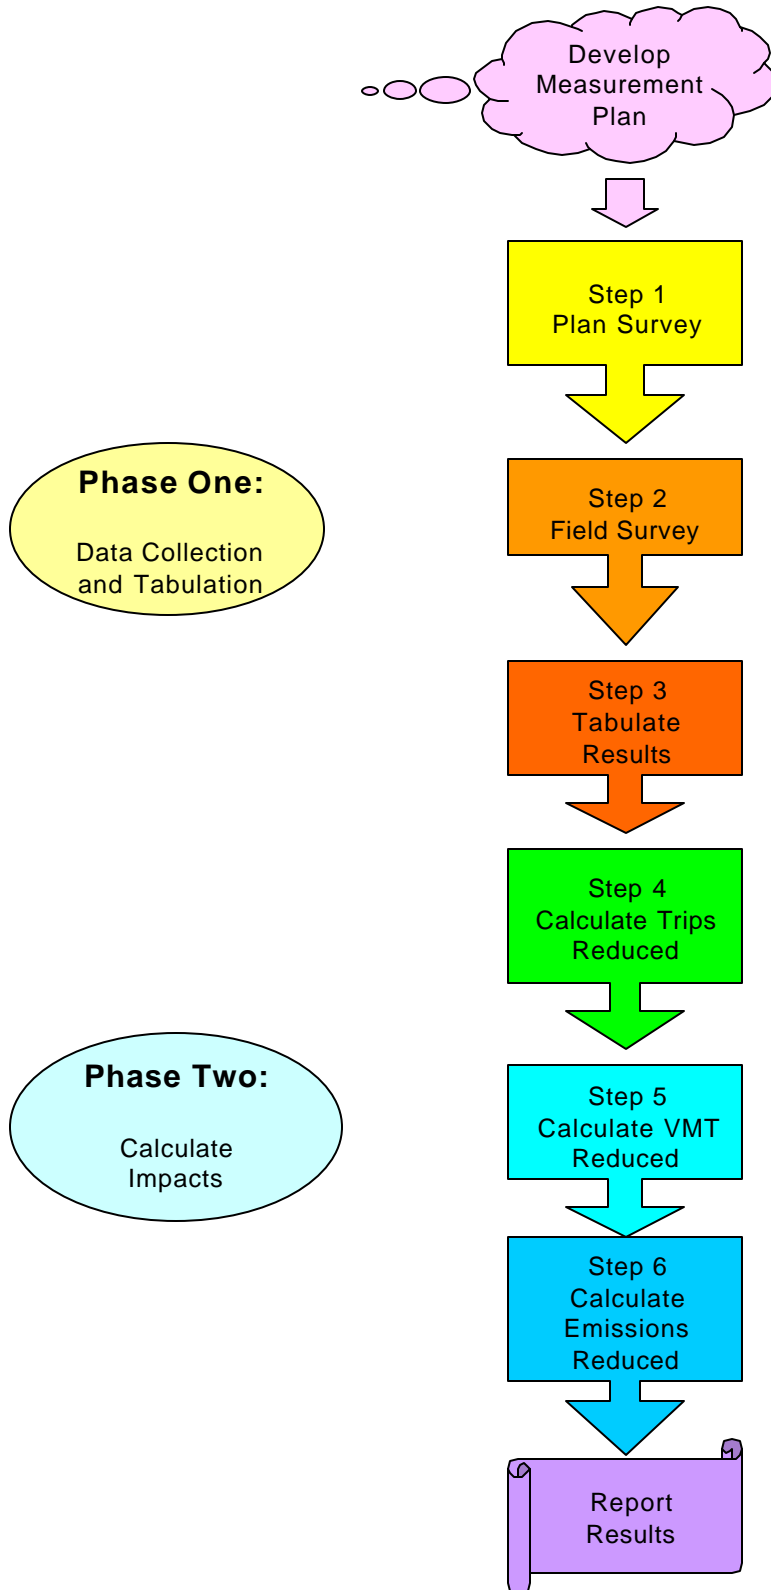 Develop
Measurement
Plan
Step 1
Plan Survey
Phase One:
Data Collection
and Tabulation
Step 2
Field Survey
Step 3
Tabulate
Results
Step 4
Calculate Trips
Reduced
Phase Two:
Calculate
Impacts
Step 5
Calculate VMT
Reduced
Step 6
Calculate
Emissions
Reduced
Report
Results